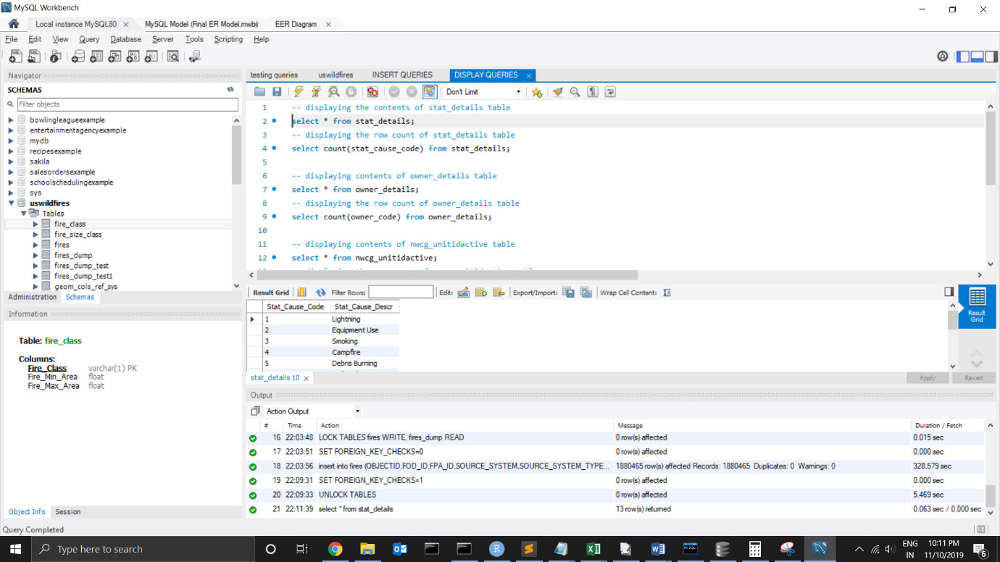 MySQL Workbench
Local instance MySQL80 × MySQL Model (Final ER Model.mwb) EER Diagram ×
File Edit View Query Database Server Tools Scripting Help
Navigator
SCHEMAS
Filter objects
bowlingleagueexample
entertainmentagencyexample
mydb
recipesexample
sakila
salesordersexample
schoolschedulingexample
sys
uswildfires
Tables
fire_class
fire_size_class
fires
fires_dump
fires_dump_test
fires_dump_test1
geom_cols_ref_sys
Administration Schemas
Information
Table: fire_class
Columns:
Fire_Class varchar(1) PK
Fire_Min_Area float
Fire_Max_Area float
Object Info Session
testing queries uswildfires INSERT QUERIES DISPLAY QUERIES ×
Don't Limit
1 -- displaying the contents of stat_details table
2 select * from stat_details;
3 -- displaying the row count of stat_details table
4 select count(stat_cause_code) from stat_details;
5
6 -- displaying contents of owner_details table
7 select * from owner_details;
8 -- displaying the row count of owner_details table
9 select count(owner_code) from owner_details;
10
11 -- displaying contents of nwcg_unitidactive table
12 select * from nwcg_unitidactive;
Result Grid Filter Rows: Edit: Export/Import: Wrap Cell Content: IA
Stat_Cause_Code Stat_Cause_Descr
1 Lightning
2 Equipment Use
3 Smoking
4 Campfire
5 Debris Burning
Result Grid
stat_details 10 × Apply Revert
Output
Action Output
# Time Action Message Duration / Fetch
16 22:03:48 LOCK TABLES fires WRITE, fires_dump READ 0 row(s) affected 0.015 sec
17 22:03:51 SET FOREIGN_KEY_CHECKS=0 0 row(s) affected 0.000 sec
18 22:03:56 insert into fires (OBJECTID,FOD_ID,FPA_ID,SOURCE_SYSTEM,SOURCE_SYSTEM_TYPE... 1880465 row(s) affected Records: 1880465 Duplicates: 0 Warnings: 0 328.579 sec
19 22:09:31 SET FOREIGN_KEY_CHECKS=1 0 row(s) affected 0.000 sec
20 22:09:33 UNLOCK TABLES 0 row(s) affected 5.469 sec
21 22:11:39 select * from stat_details 13 row(s) returned 0.063 sec / 0.000 sec
Query Completed
Type here to search
ENG 10:11 PM
IN 11/10/2019 6